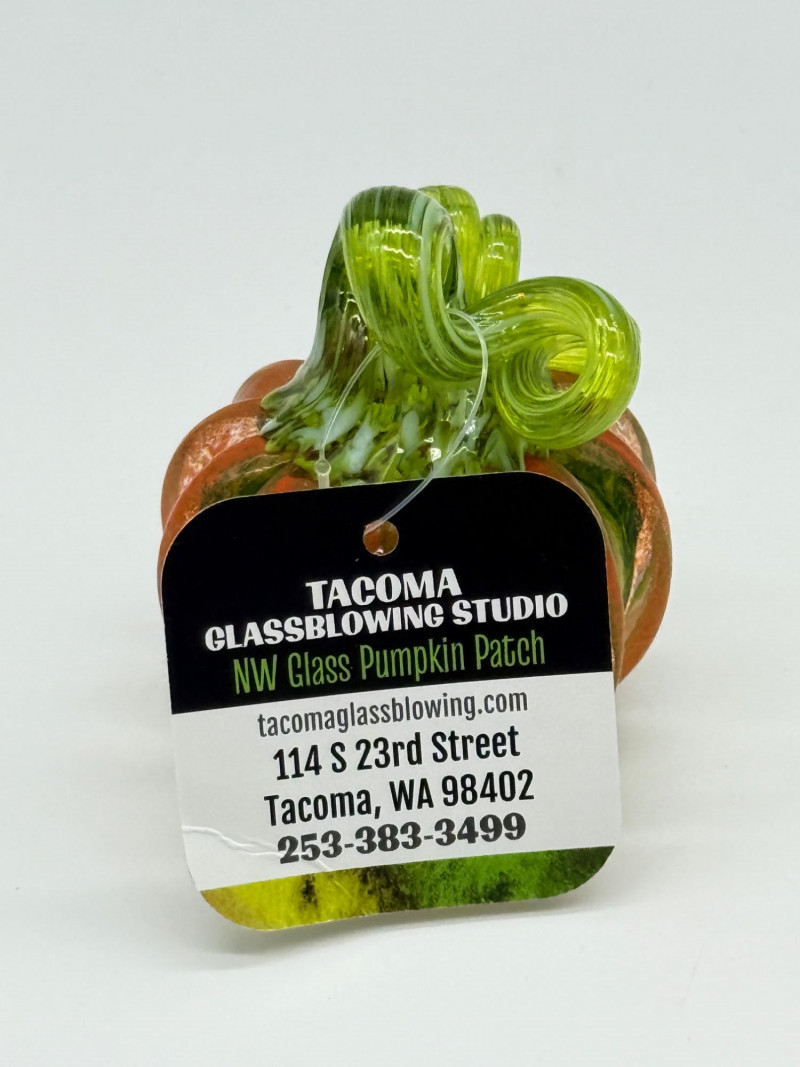 TACOMA
GLASSBLOWING STUDIO
NW Glass Pumpkin Patch
tacomaglassblowing.com
114 S 23rd Street
Tacoma, WA 98402
253-383-3499